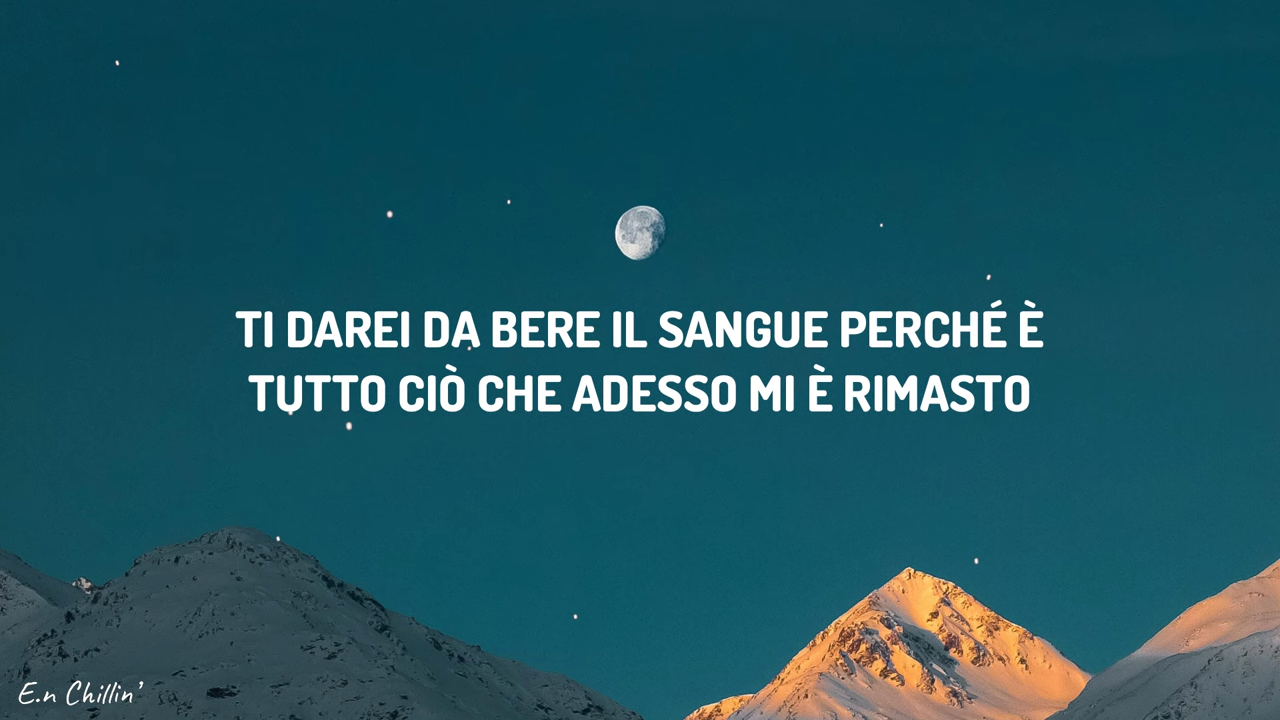 TI DAREI DA BERE IL SANGUE PERCHÉ È
TUTTO CIÒ CHE ADESSO MI È RIMASTO
E.n Chillin'